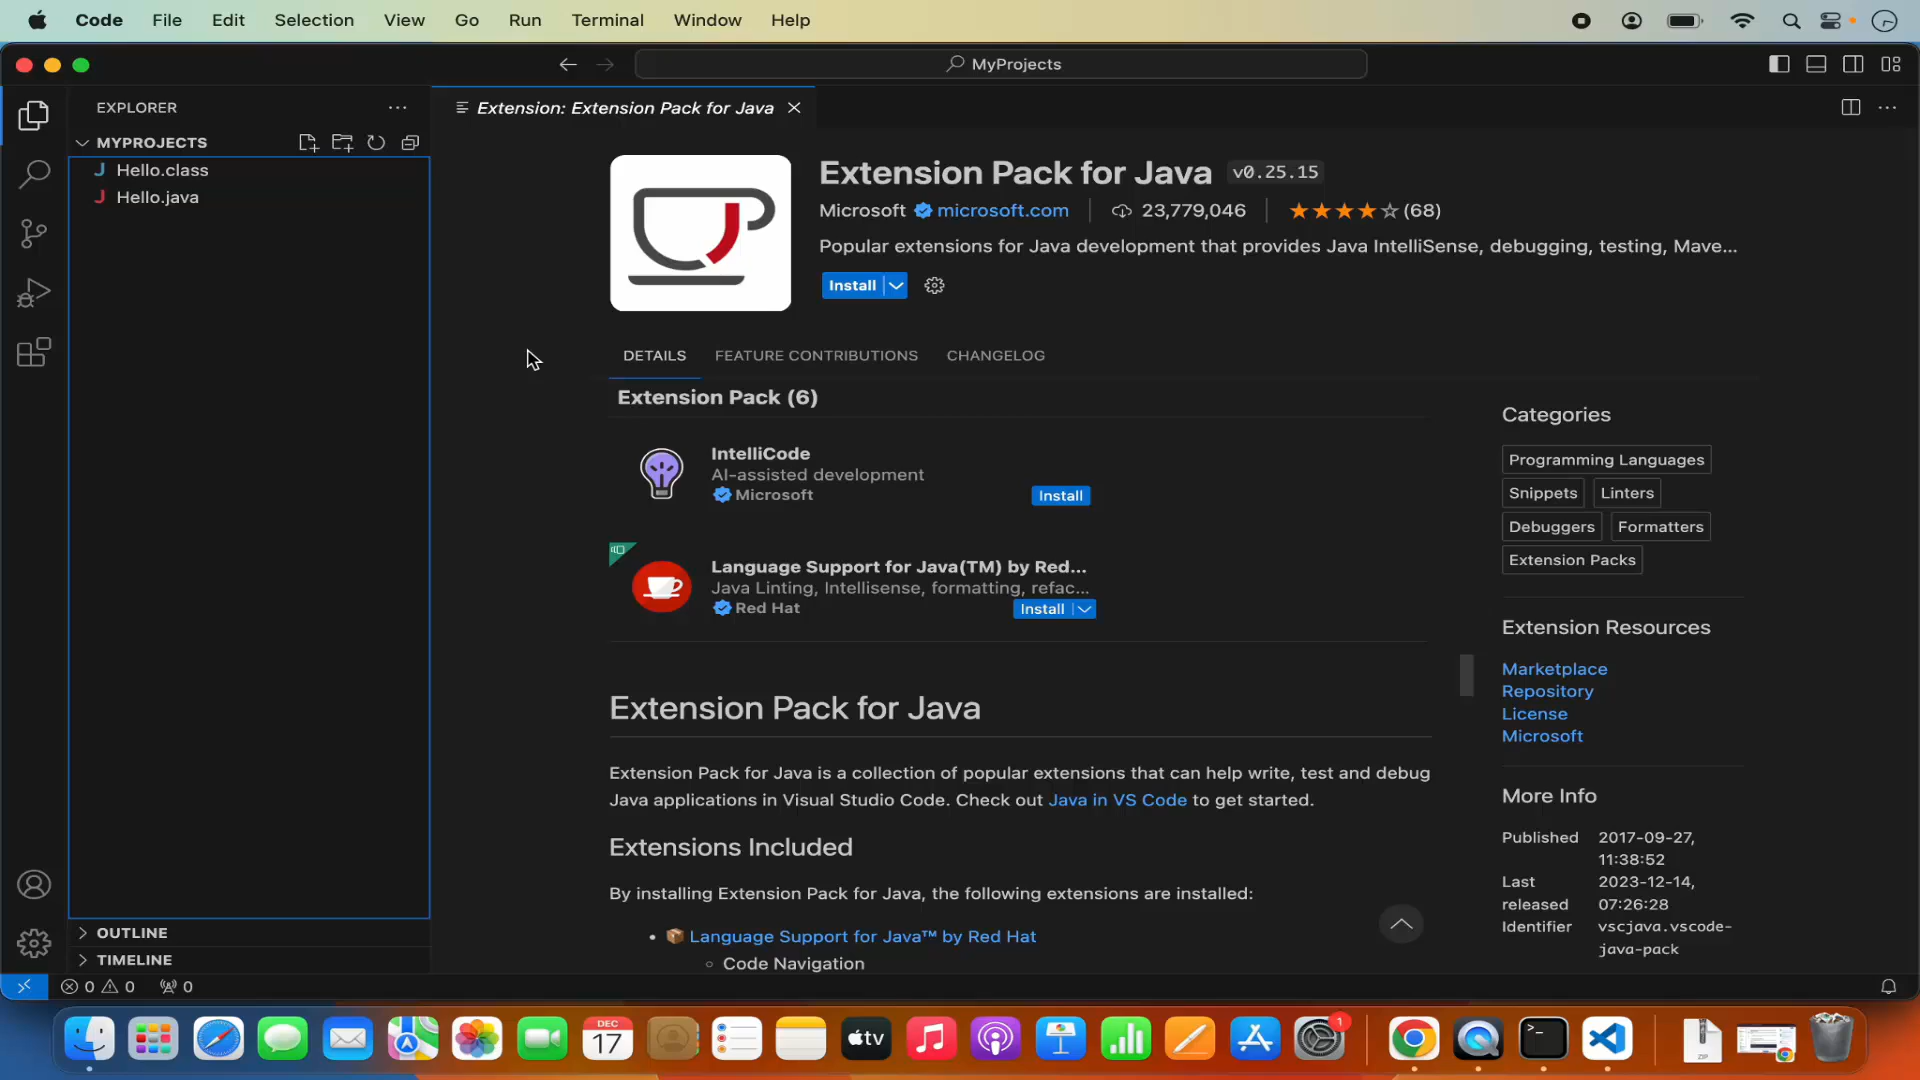 Code File Edit Selection View Go Run Terminal Window Help
MyProjects
EXPLORER
MYPROJECTS
J Hello.class
J Hello.java
OUTLINE
TIMELINE
Extension: Extension Pack for Java
Extension Pack for Java v0.25.15
Microsoft microsoft.com 23,779,046 (68)
Popular extensions for Java development that provides Java IntelliSense, debugging, testing, Mave...
Install
DETAILS FEATURE CONTRIBUTIONS CHANGELOG
Extension Pack (6)
IntelliCode
AI-assisted development
Microsoft Install
Language Support for Java(TM) by Red...
Java Linting, Intellisense, formatting, refac...
Red Hat Install
Extension Pack for Java
Extension Pack for Java is a collection of popular extensions that can help write, test and debug
Java applications in Visual Studio Code. Check out Java in VS Code to get started.
Extensions Included
By installing Extension Pack for Java, the following extensions are installed:
• 📦 Language Support for Java™ by Red Hat
◦ Code Navigation
Categories
Programming Languages
Snippets Linters
Debuggers Formatters
Extension Packs
Extension Resources
Marketplace
Repository
License
Microsoft
More Info
Published 2017-09-27,
11:38:52
Last 2023-12-14,
released 07:26:28
Identifier vscjava.vscode-
java-pack
0 0 0
DEC
17
tv
1
>_
ZIP